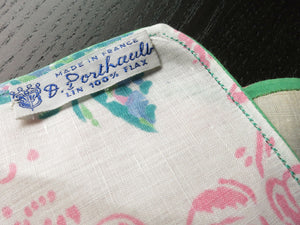 MADE IN FRANCE
D. Porthault
LIN 100% FLAX